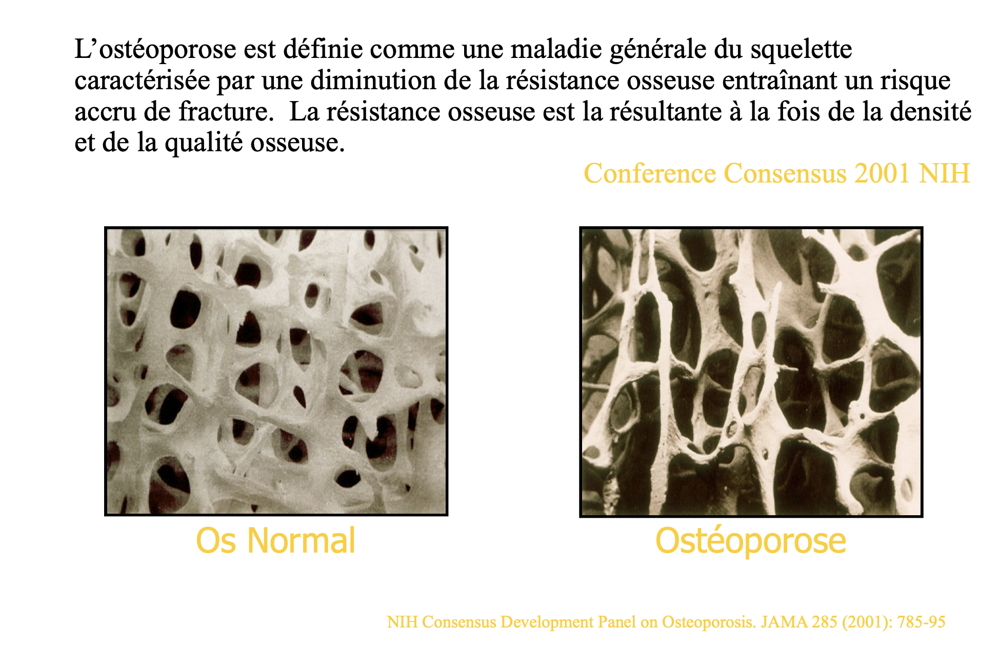 L’ostéoporose est définie comme une maladie générale du squelette
caractérisée par une diminution de la résistance osseuse entraînant un risque
accru de fracture.  La résistance osseuse est la résultante à la fois de la densité
et de la qualité osseuse.
Conference Consensus 2001 NIH
Os Normal
Ostéoporose
NIH Consensus Development Panel on Osteoporosis. JAMA 285 (2001): 785-95